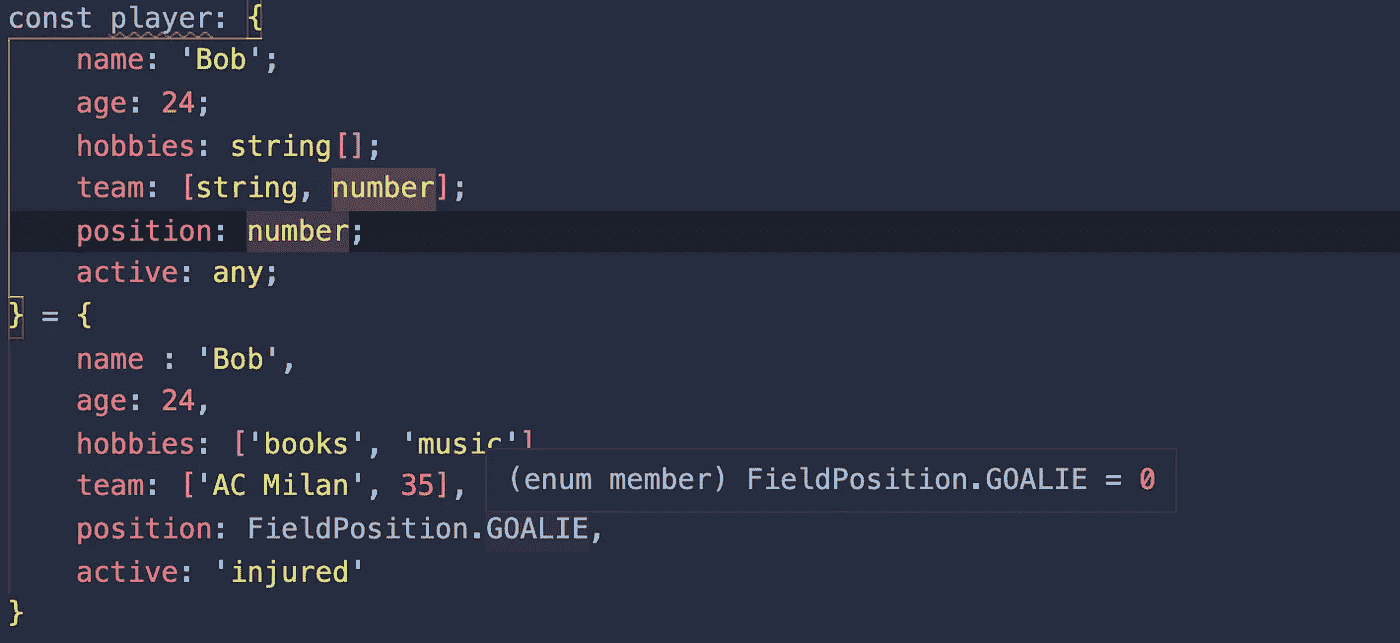 const player: {
name: 'Bob';
age: 24;
hobbies: string[];
team: [string, number];
position: number;
active: any;
} = {
name : 'Bob',
age: 24,
hobbies: ['books', 'music']
(enum member) FieldPosition.GOALIE = 0
team: ['AC Milan', 35],
position: FieldPosition.GOALIE,
active: 'injured'
}